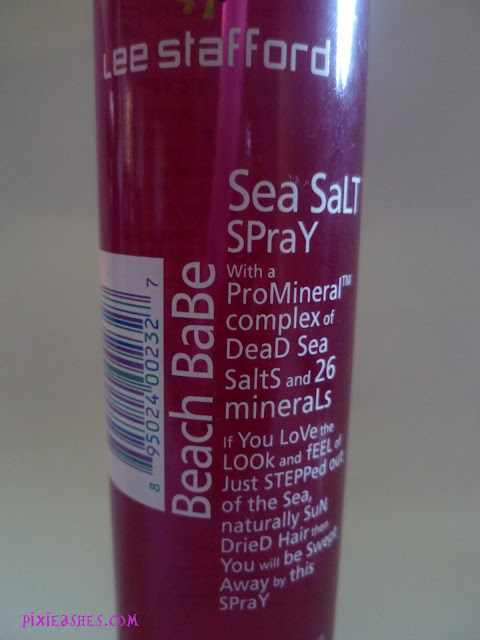 Lee stafford
Sea SaLT
SPraY
With a
ProMineral™
complex of
DeaD Sea
SaltS and 26
mineraLs
If You LoVe the
LOOk and fEEL of
Just STEPPed out
of the Sea,
naturally SuN
DrieD Hair then
You will be Swept
Away by this
SPraY
Beach BaBe
8 95024 00232 7
PIXIEASHES.COM